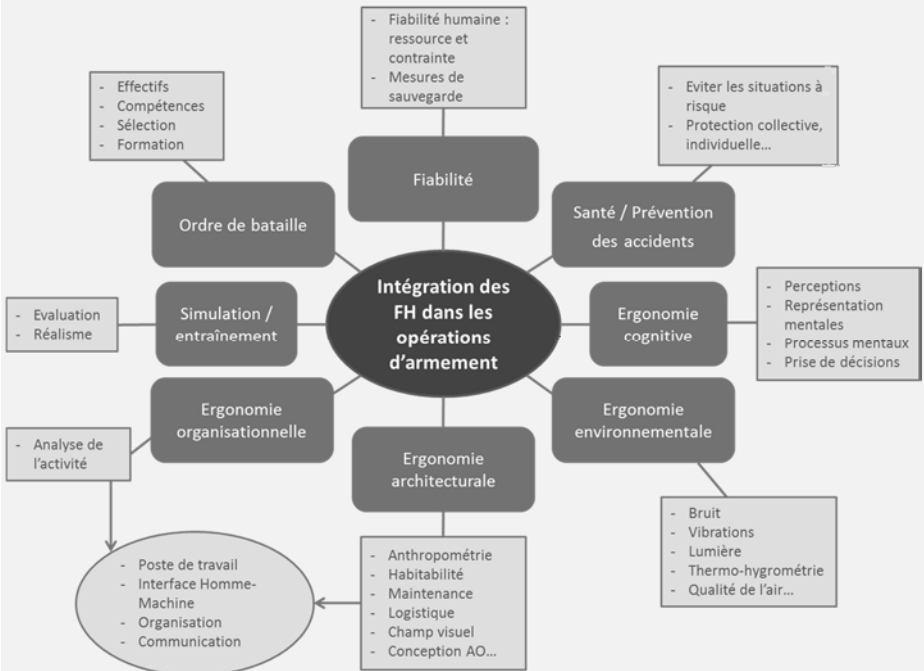 - Fiabilité humaine :
ressource et
contrainte
- Mesures de
sauvegarde
- Effectifs
- Compétences
- Sélection
- Formation
- Eviter les situations à
risque
- Protection collective,
individuelle…
Fiabilité
Ordre de bataille
Santé / Prévention
des accidents
Intégration des
FH dans les
opérations
d'armement
- Evaluation
- Réalisme
Simulation /
entraînement
Ergonomie
cognitive
- Perceptions
- Représentation
mentales
- Processus mentaux
- Prise de décisions
Ergonomie
organisationnelle
Ergonomie
environnementale
- Analyse de
l'activité
Ergonomie
architecturale
- Bruit
- Vibrations
- Lumière
- Thermo-hygrométrie
- Qualité de l'air…
- Anthropométrie
- Habitabilité
- Maintenance
- Logistique
- Champ visuel
- Conception AO…
- Poste de travail
- Interface Homme-
Machine
- Organisation
- Communication